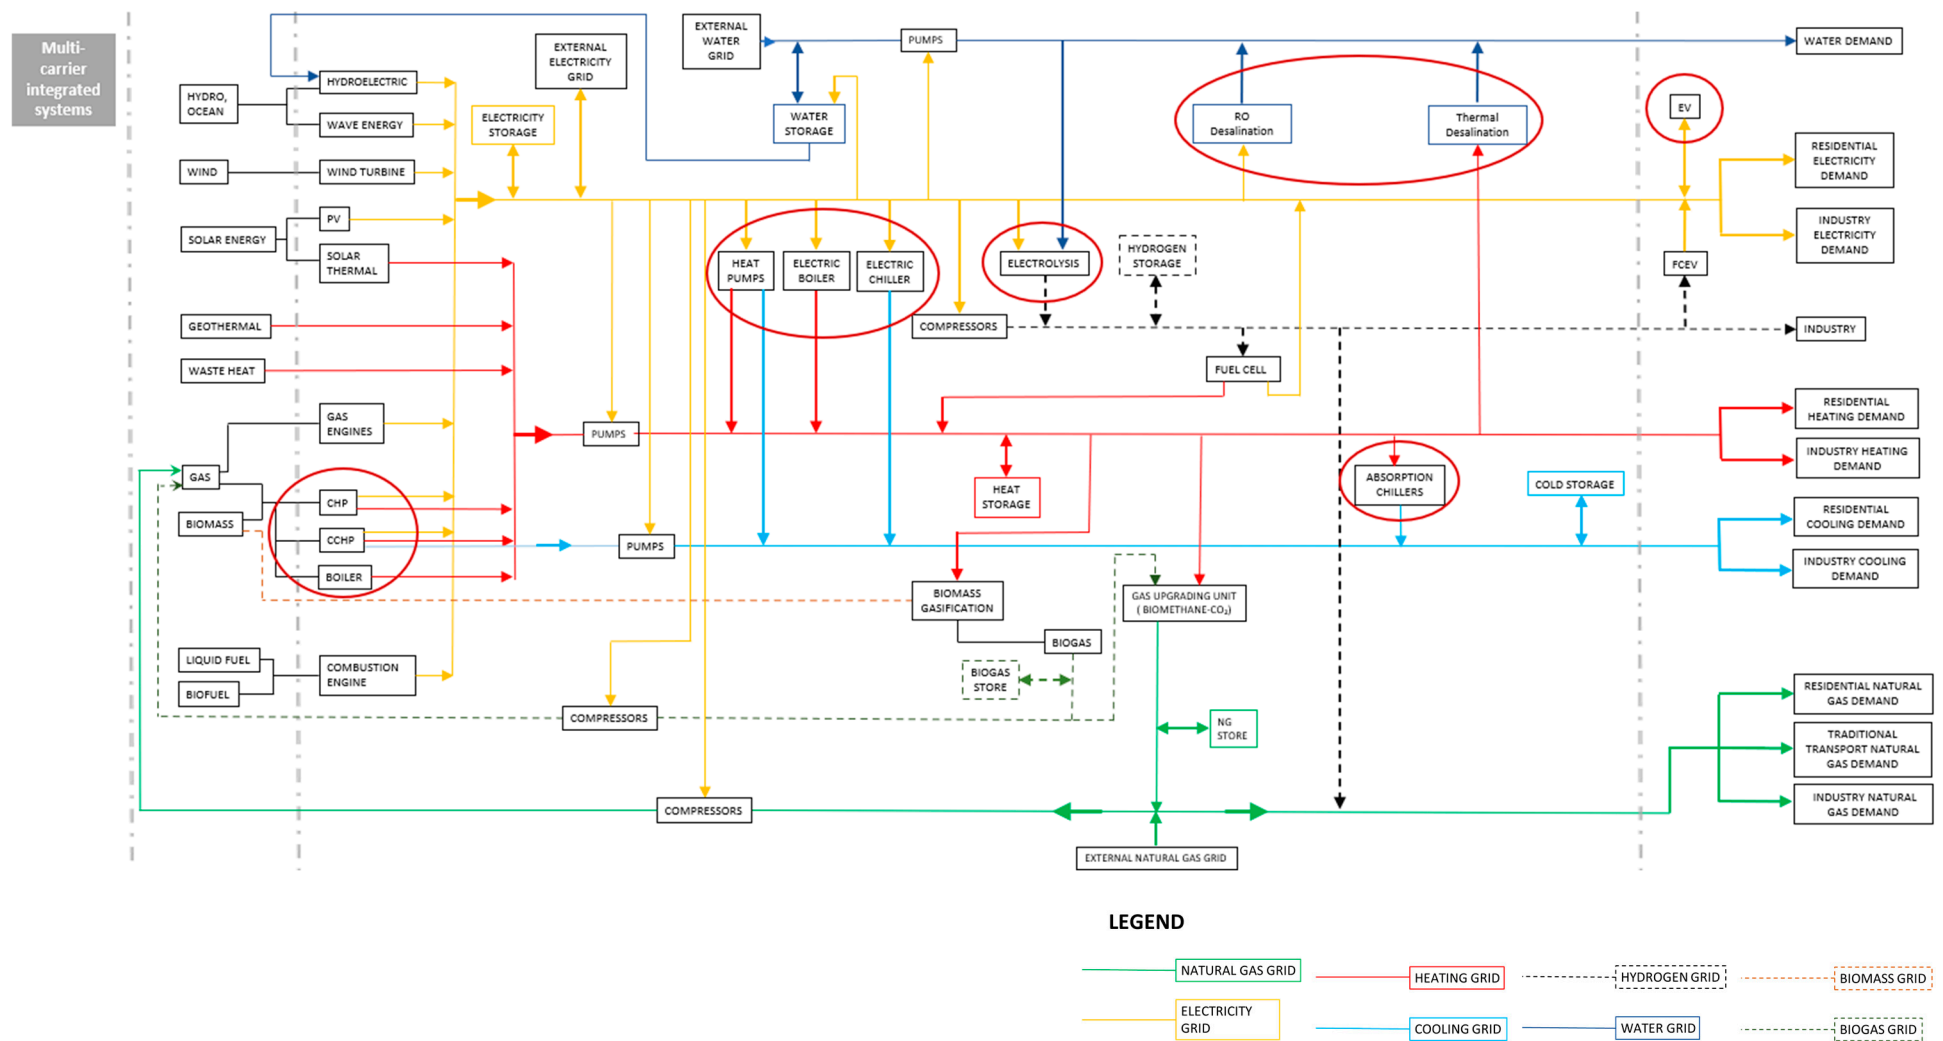 Multi-
carrier
integrated
systems
EXTERNAL
WATER
GRID
PUMPS
WATER DEMAND
EXTERNAL
ELECTRICITY
GRID
HYDRO,
OCEAN
HYDROELECTRIC
WAVE ENERGY
ELECTRICITY
STORAGE
WATER
STORAGE
RO
Desalination
Thermal
Desalination
EV
RESIDENTIAL
ELECTRICITY
DEMAND
WIND
WIND TURBINE
PV
SOLAR ENERGY
SOLAR
THERMAL
INDUSTRY
ELECTRICITY
DEMAND
HEAT
PUMPS
ELECTRIC
BOILER
ELECTRIC
CHILLER
ELECTROLYSIS
HYDROGEN
STORAGE
FCEV
GEOTHERMAL
COMPRESSORS
INDUSTRY
WASTE HEAT
FUEL CELL
GAS
ENGINES
PUMPS
RESIDENTIAL
HEATING DEMAND
INDUSTRY HEATING
DEMAND
GAS
HEAT
STORAGE
ABSORPTION
CHILLERS
COLD STORAGE
BIOMASS
CHP
CCHP
BOILER
PUMPS
RESIDENTIAL
COOLING DEMAND
INDUSTRY COOLING
DEMAND
BIOMASS
GASIFICATION
GAS UPGRADING UNIT
( BIOMETHANE-CO₂)
BIOGAS
LIQUID FUEL
BIOFUEL
COMBUSTION
ENGINE
BIOGAS
STORE
COMPRESSORS
NG
STORE
RESIDENTIAL NATURAL
GAS DEMAND
TRADITIONAL
TRANSPORT NATURAL
GAS DEMAND
INDUSTRY NATURAL
GAS DEMAND
COMPRESSORS
EXTERNAL NATURAL GAS GRID
LEGEND
NATURAL GAS GRID
HEATING GRID
HYDROGEN GRID
BIOMASS GRID
ELECTRICITY
GRID
COOLING GRID
WATER GRID
BIOGAS GRID